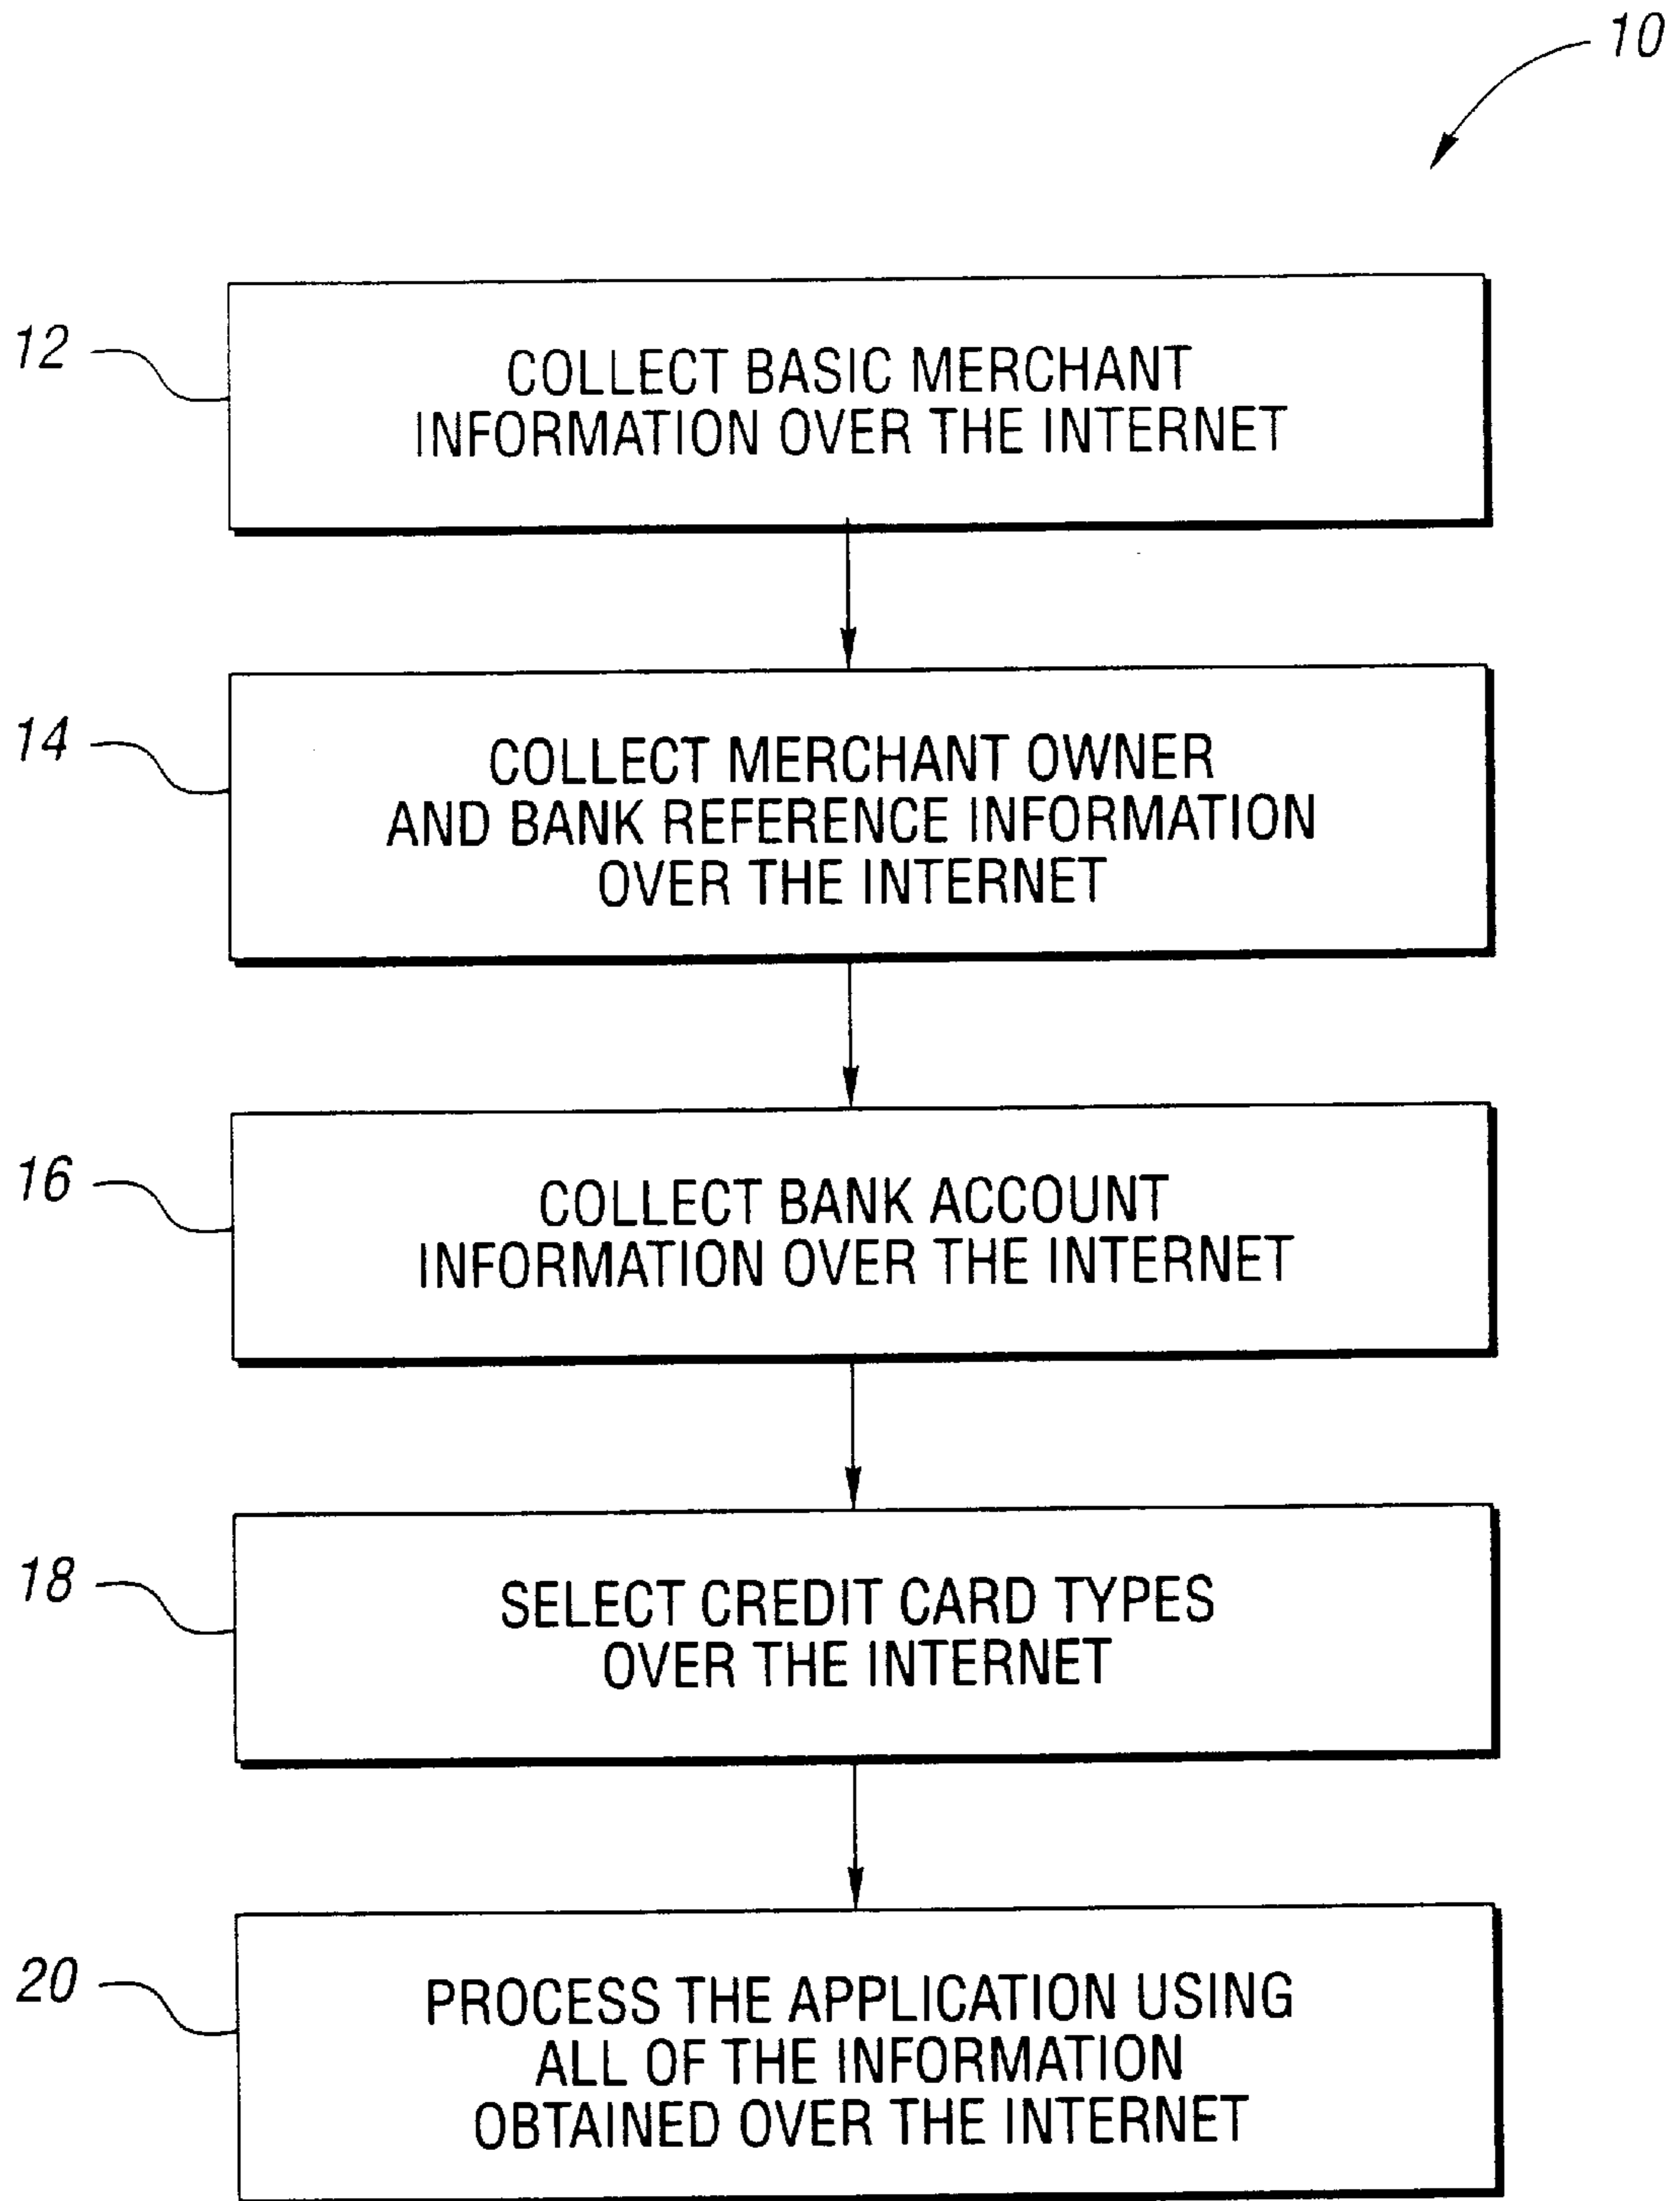 10
12
COLLECT BASIC MERCHANT
INFORMATION OVER THE INTERNET
14
COLLECT MERCHANT OWNER
AND BANK REFERENCE INFORMATION
OVER THE INTERNET
16
COLLECT BANK ACCOUNT
INFORMATION OVER THE INTERNET
18
SELECT CREDIT CARD TYPES
OVER THE INTERNET
20
PROCESS THE APPLICATION USING
ALL OF THE INFORMATION
OBTAINED OVER THE INTERNET